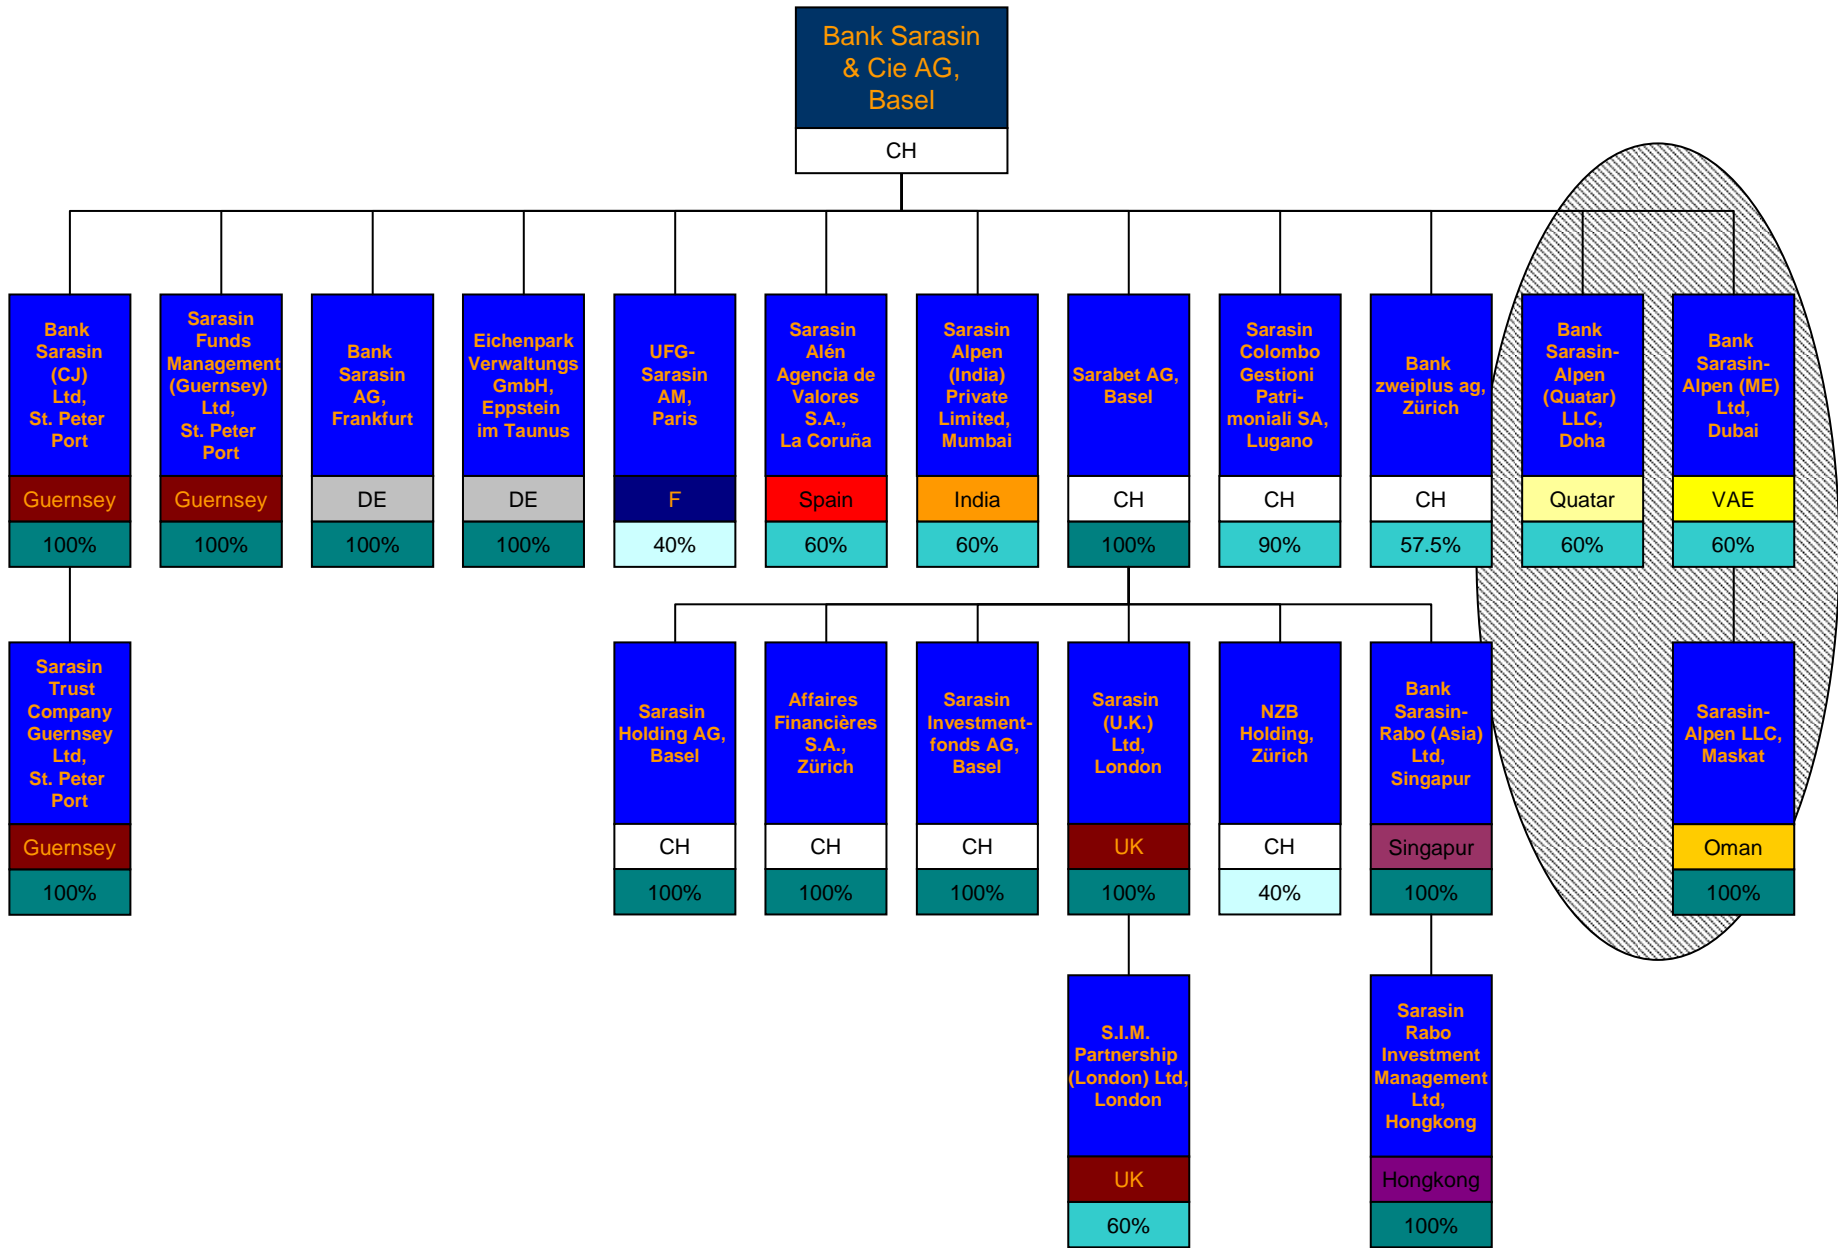 Bank Sarasin
& Cie AG,
Basel
CH
Bank
Sarasin
(CJ)
Ltd,
St. Peter
Port
Guernsey
100%
Sarasin
Funds
Management
(Guernsey)
Ltd,
St. Peter
Port
Guernsey
100%
Bank
Sarasin
AG,
Frankfurt
DE
100%
Eichenpark
Verwaltungs
GmbH,
Eppstein
im Taunus
DE
100%
UFG-
Sarasin
AM,
Paris
F
40%
Sarasin
Alén
Agencia de
Valores
S.A.,
La Coruña
Spain
60%
Sarasin
Alpen
(India)
Private
Limited,
Mumbai
India
60%
Sarabet AG,
Basel
CH
100%
Sarasin
Colombo
Gestioni
Patri-
moniali SA,
Lugano
CH
90%
Bank
zweiplus ag,
Zürich
CH
57.5%
Bank
Sarasin-
Alpen
(Quatar)
LLC,
Doha
Quatar
60%
Bank
Sarasin-
Alpen (ME)
Ltd,
Dubai
VAE
60%
Sarasin
Trust
Company
Guernsey
Ltd,
St. Peter
Port
Guernsey
100%
Sarasin
Holding AG,
Basel
CH
100%
Affaires
Financières
S.A.,
Zürich
CH
100%
Sarasin
Investment-
fonds AG,
Basel
CH
100%
Sarasin
(U.K.)
Ltd,
London
UK
100%
NZB
Holding,
Zürich
CH
40%
Bank
Sarasin-
Rabo (Asia)
Ltd,
Singapur
Singapur
100%
Sarasin-
Alpen LLC,
Maskat
Oman
100%
S.I.M.
Partnership
(London) Ltd,
London
UK
60%
Sarasin
Rabo
Investment
Management
Ltd,
Hongkong
Hongkong
100%